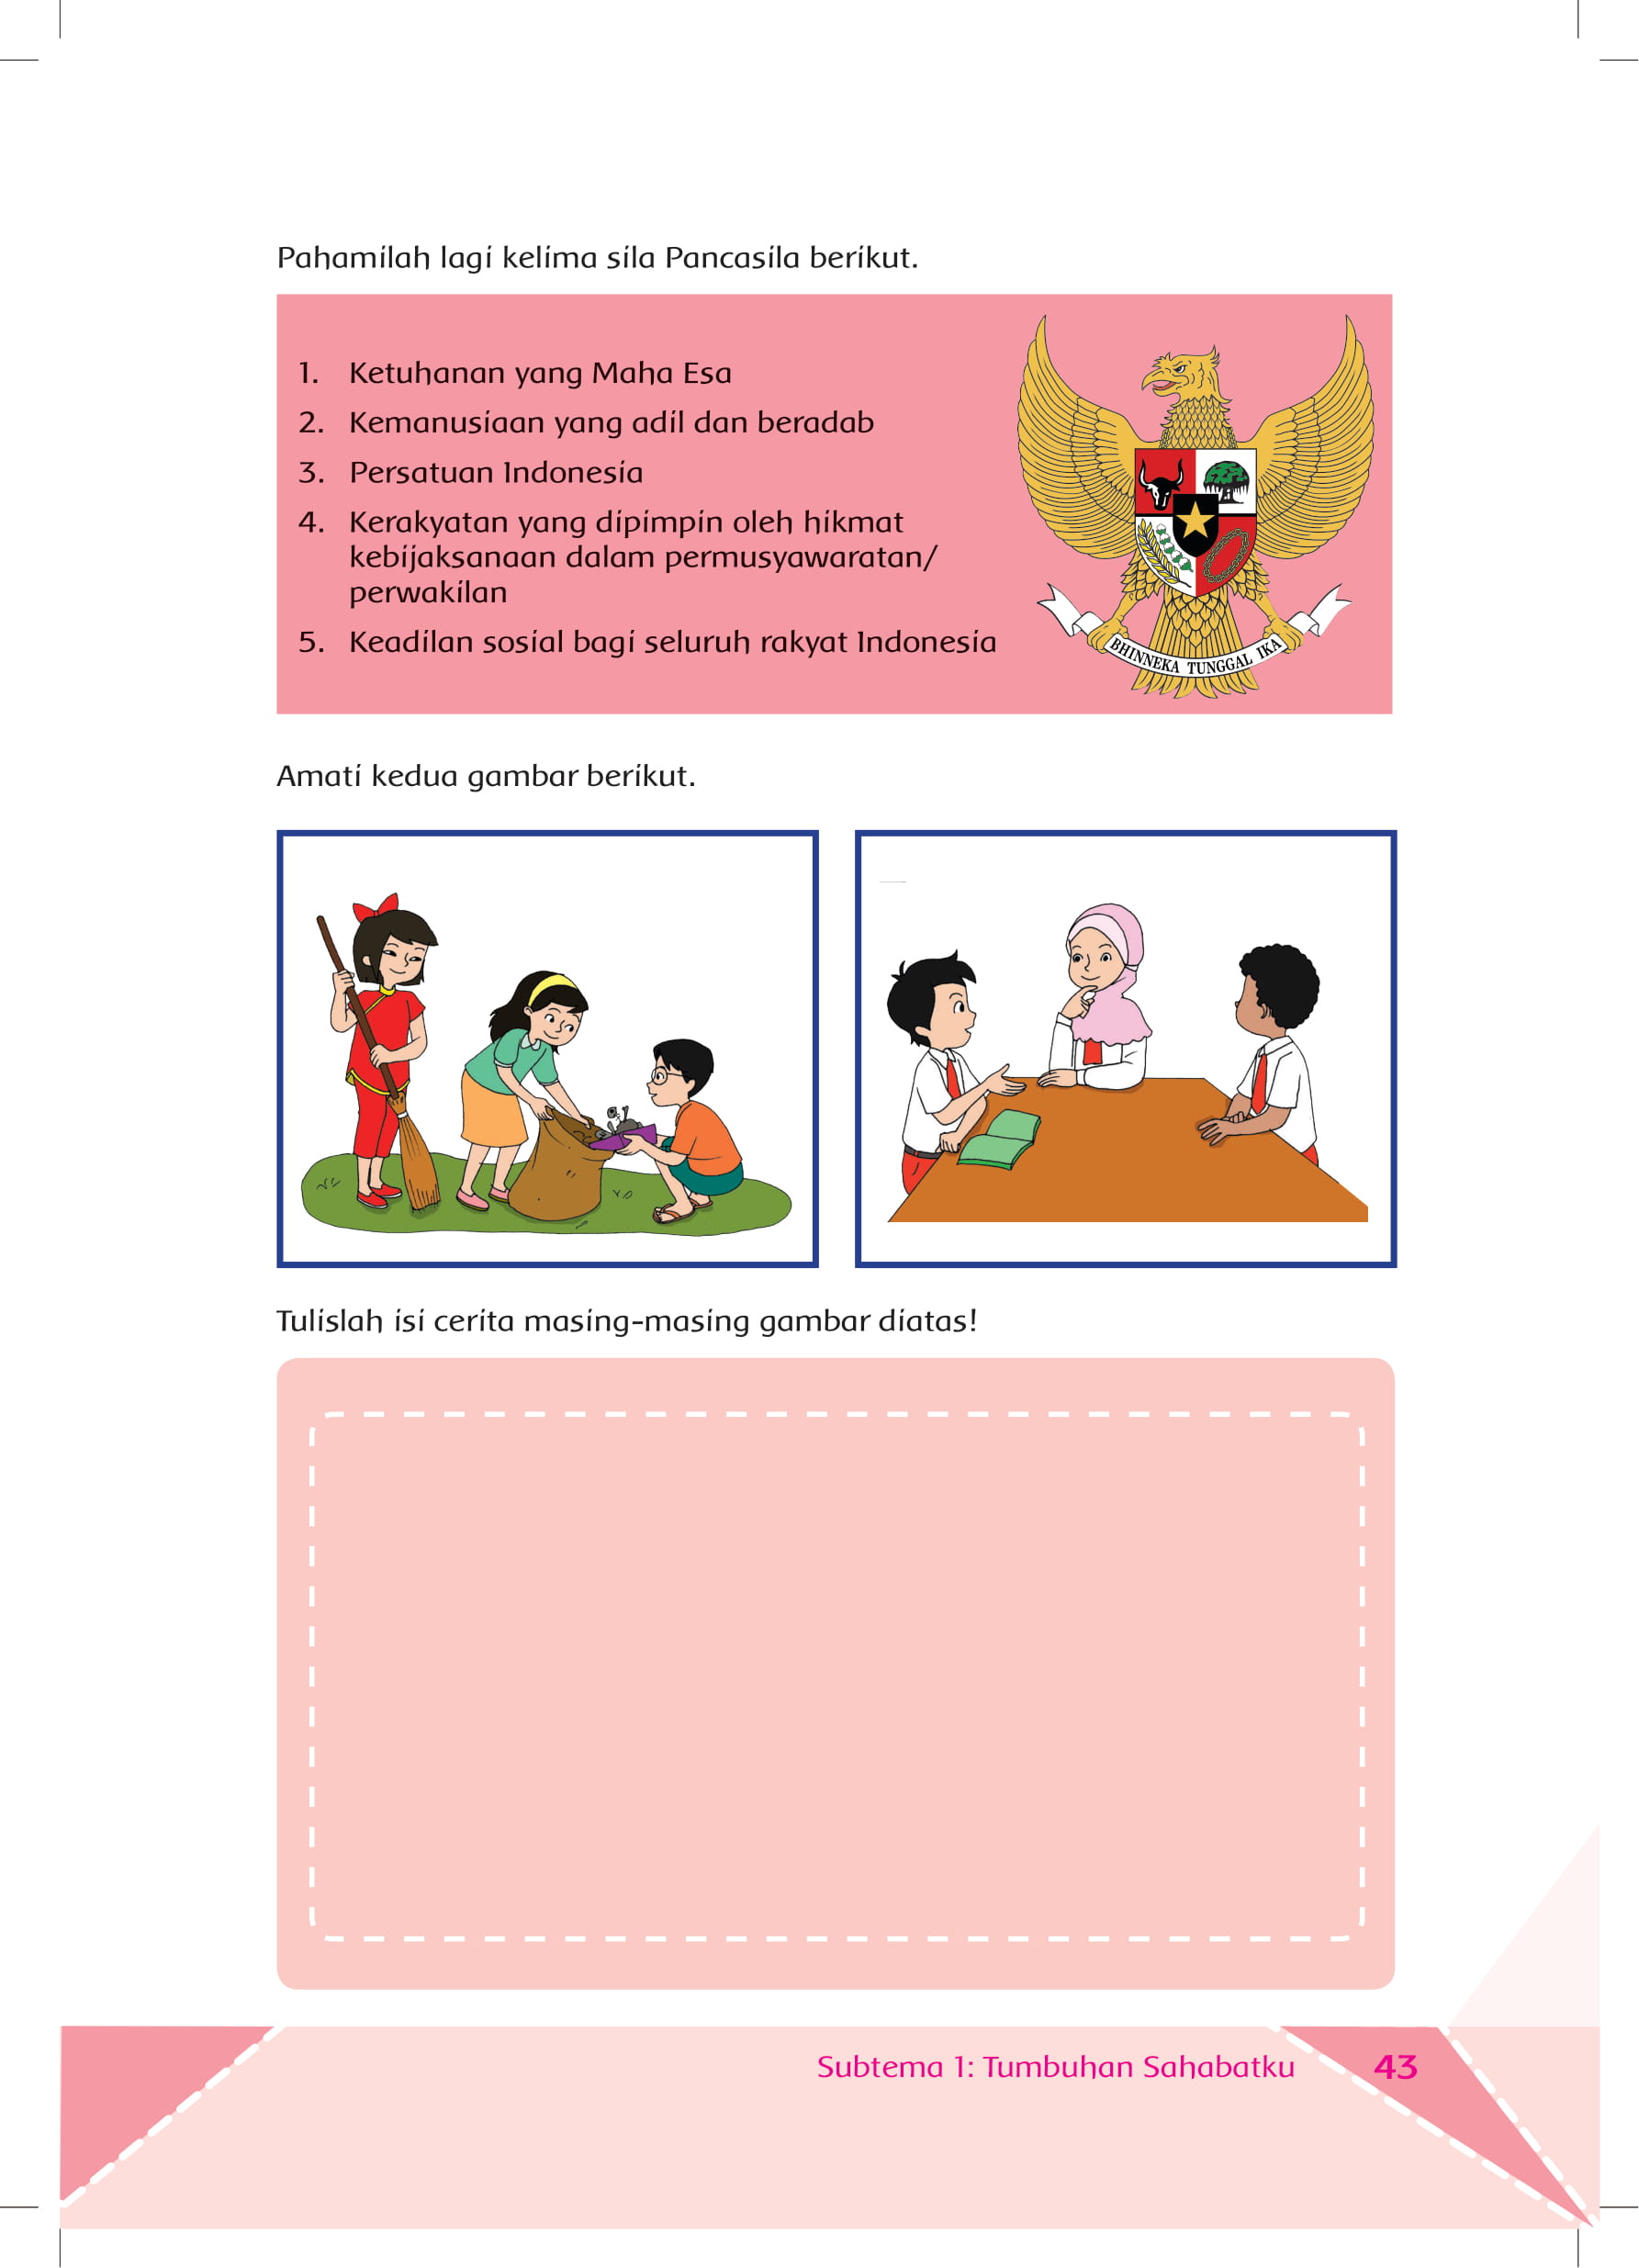 Pahamilah lagi kelima sila Pancasila berikut.
1. Ketuhanan yang Maha Esa
2. Kemanusiaan yang adil dan beradab
3. Persatuan Indonesia
4. Kerakyatan yang dipimpin oleh hikmat
kebijaksanaan dalam permusyawaratan/
perwakilan
5. Keadilan sosial bagi seluruh rakyat Indonesia
BHINNEKA TUNGGAL IKA
Amati kedua gambar berikut.
Tulislah isi cerita masing-masing gambar diatas!
Subtema 1: Tumbuhan Sahabatku 43